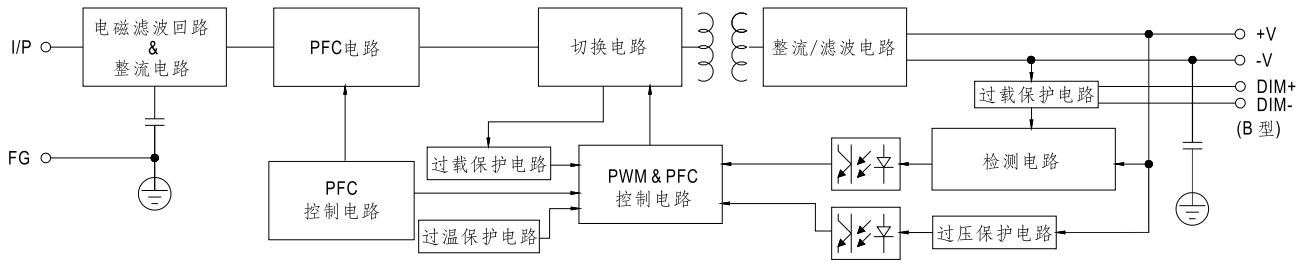 电磁滤波回路
&
整流电路
I/P
PFC电路
切换电路
整流/滤波电路
+V
-V
过载保护电路
DIM+
DIM-
(B 型)
FG
过载保护电路
PFC
控制电路
过温保护电路
PWM & PFC
控制电路
检测电路
过压保护电路